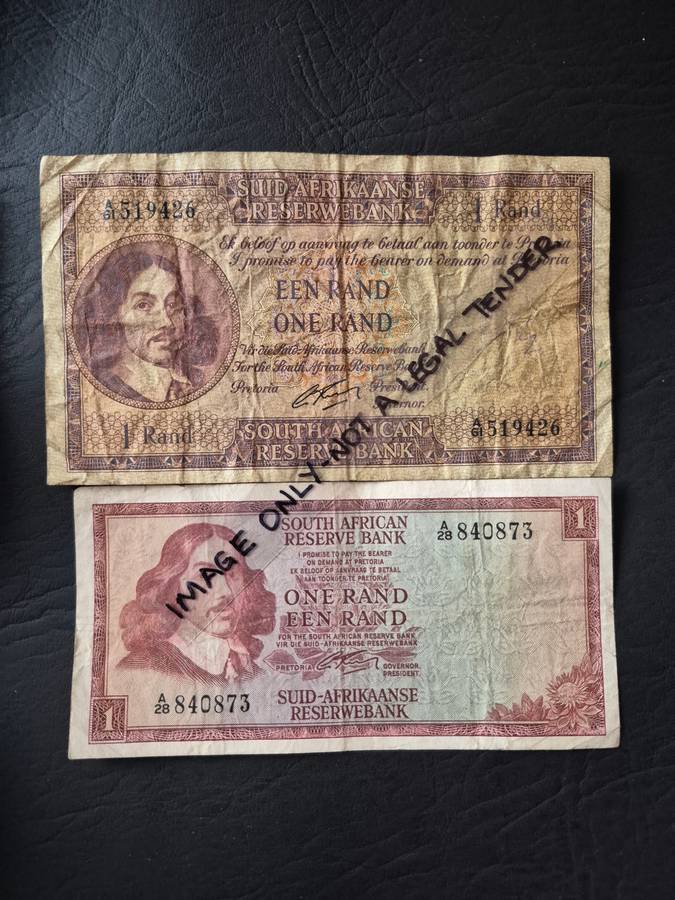 SUID-AFRIKAANSE
RESERWEBANK
A/61 519426
1 Rand
Ek beloof op aanvraag te betaal aan toonder te Pretoria
I promise to pay the bearer on demand at Pretoria
EEN RAND
ONE RAND
Vir die Suid-Afrikaanse Reserwebank
For the South African Reserve Bank
Pretoria
President.
Governor.
1 Rand
SOUTH AFRICAN
RESERVE BANK
A/61 519426
IMAGE ONLY-NOT A LEGAL TENDER
SOUTH AFRICAN
RESERVE BANK
A/28 840873
1
I PROMISE TO PAY THE BEARER
ON DEMAND AT PRETORIA
EK BELOOF OP AANVRAAG TE BETAAL
AAN TOONDER TE PRETORIA
ONE RAND
EEN RAND
FOR THE SOUTH AFRICAN RESERVE BANK
VIR DIE SUID-AFRIKAANSE RESERWEBANK
PRETORIA
GOVERNOR.
PRESIDENT.
A/28 840873
1
SUID-AFRIKAANSE
RESERWEBANK